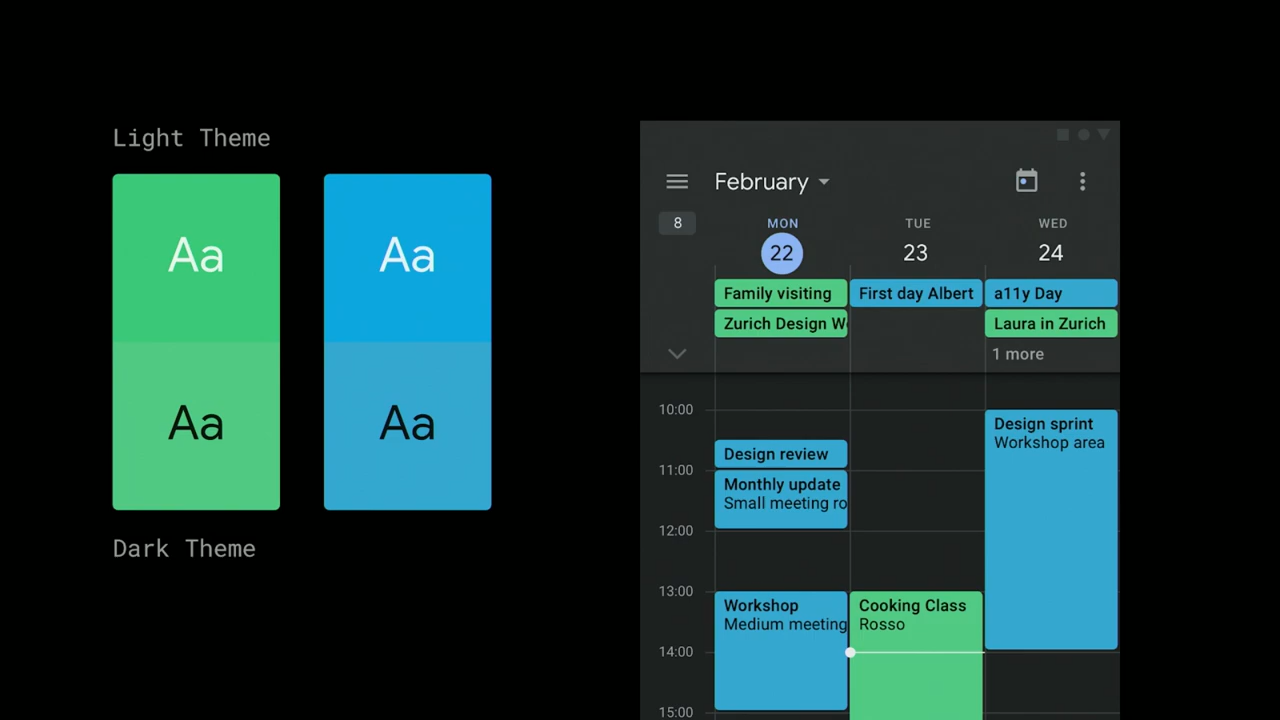 Light Theme
Aa
Aa
Aa
Aa
Dark Theme
February
8
MON
TUE
WED
22
23
24
Family visiting
First day Albert
a11y Day
Zurich Design W
Laura in Zurich
1 more
10:00
Design sprint
Workshop area
Design review
11:00
Monthly update
Small meeting ro
12:00
13:00
Workshop
Medium meeting
Cooking Class
Rosso
14:00
15:00